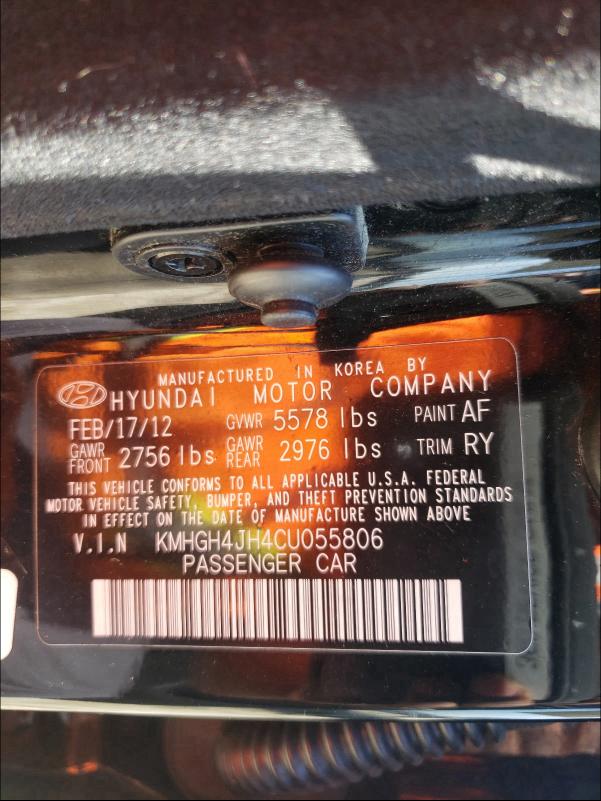 MANUFACTURED IN KOREA BY
HYUNDAI MOTOR COMPANY
FEB/17/12 GVWR 5578 lbs PAINT AF
GAWR FRONT 2756 lbs GAWR REAR 2976 lbs TRIM RY
THIS VEHICLE CONFORMS TO ALL APPLICABLE U.S.A. FEDERAL
MOTOR VEHICLE SAFETY, BUMPER, AND THEFT PREVENTION STANDARDS
IN EFFECT ON THE DATE OF MANUFACTURE SHOWN ABOVE
V.I.N KMHGH4JH4CU055806
PASSENGER CAR